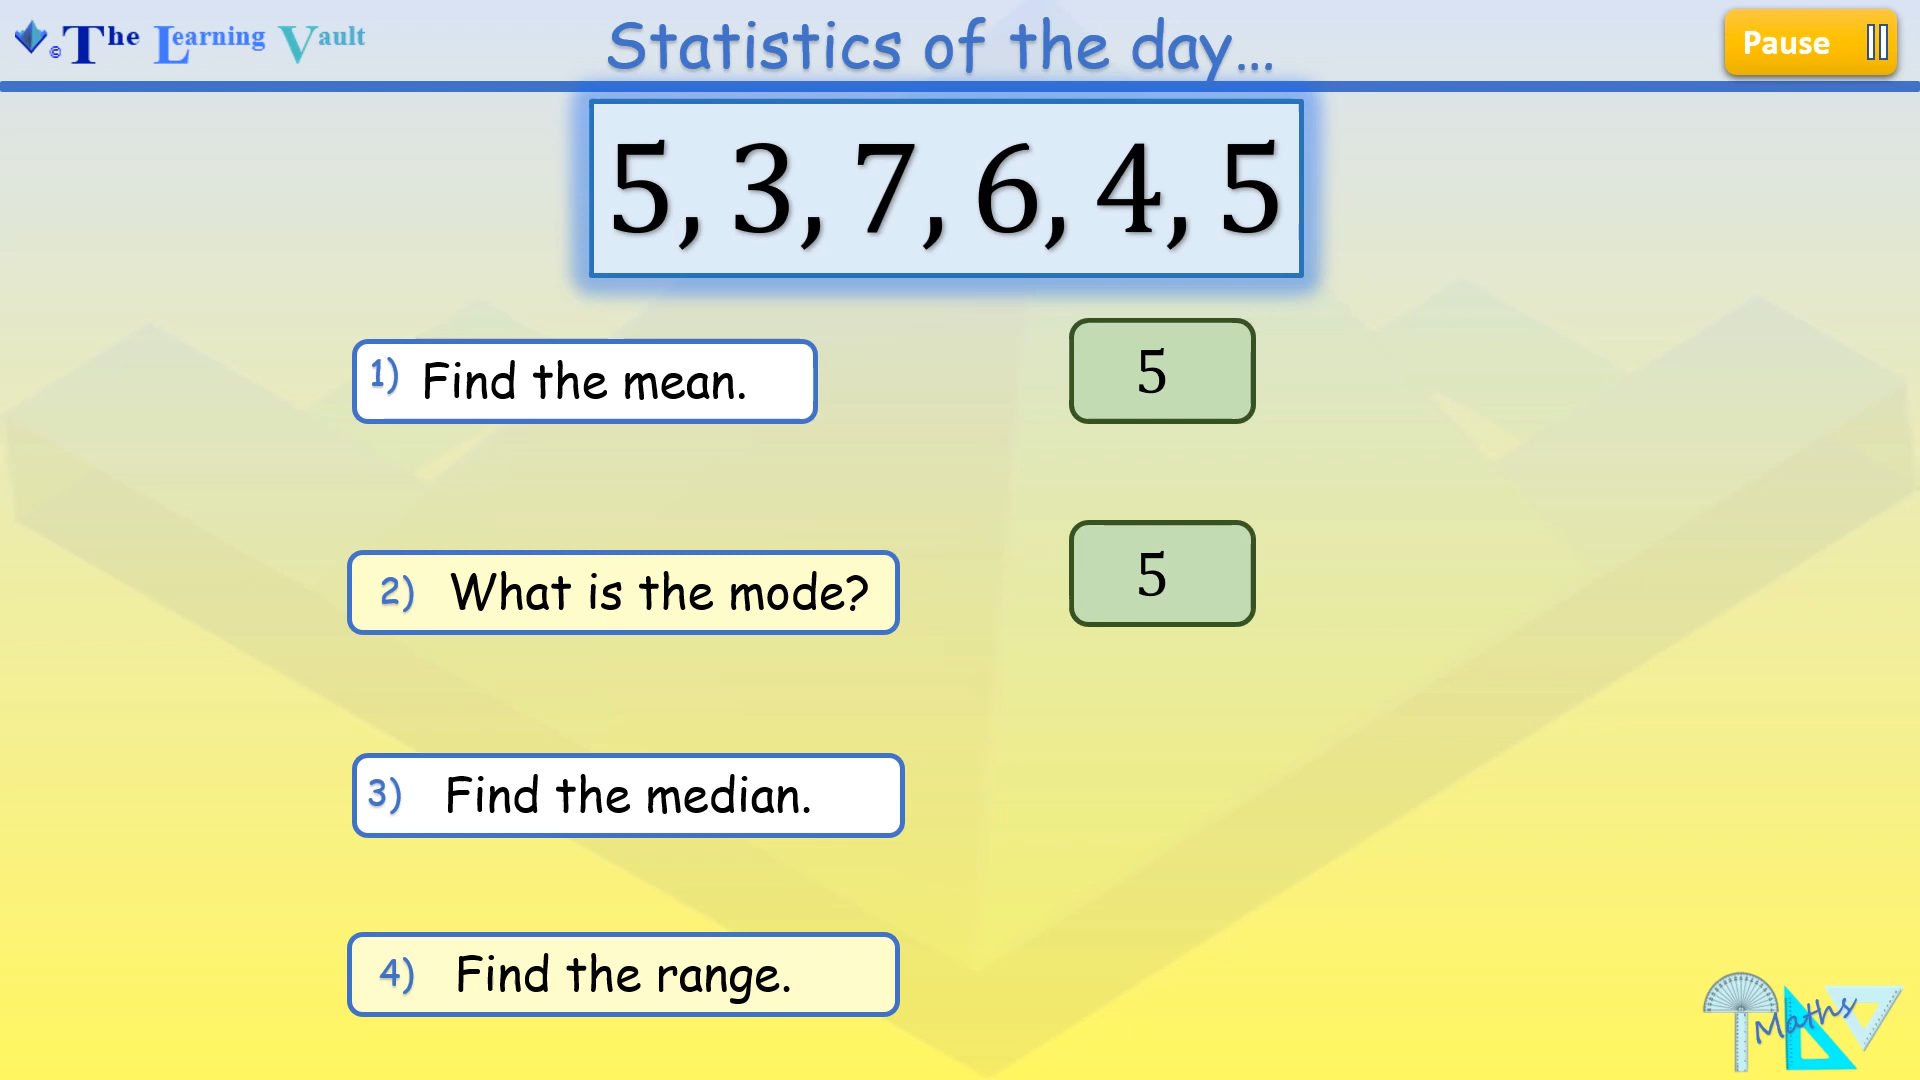 © The Learning Vault
Statistics of the day...
Pause
5, 3, 7, 6, 4, 5
1) Find the mean.
5
2) What is the mode?
5
3) Find the median.
4) Find the range.
Maths